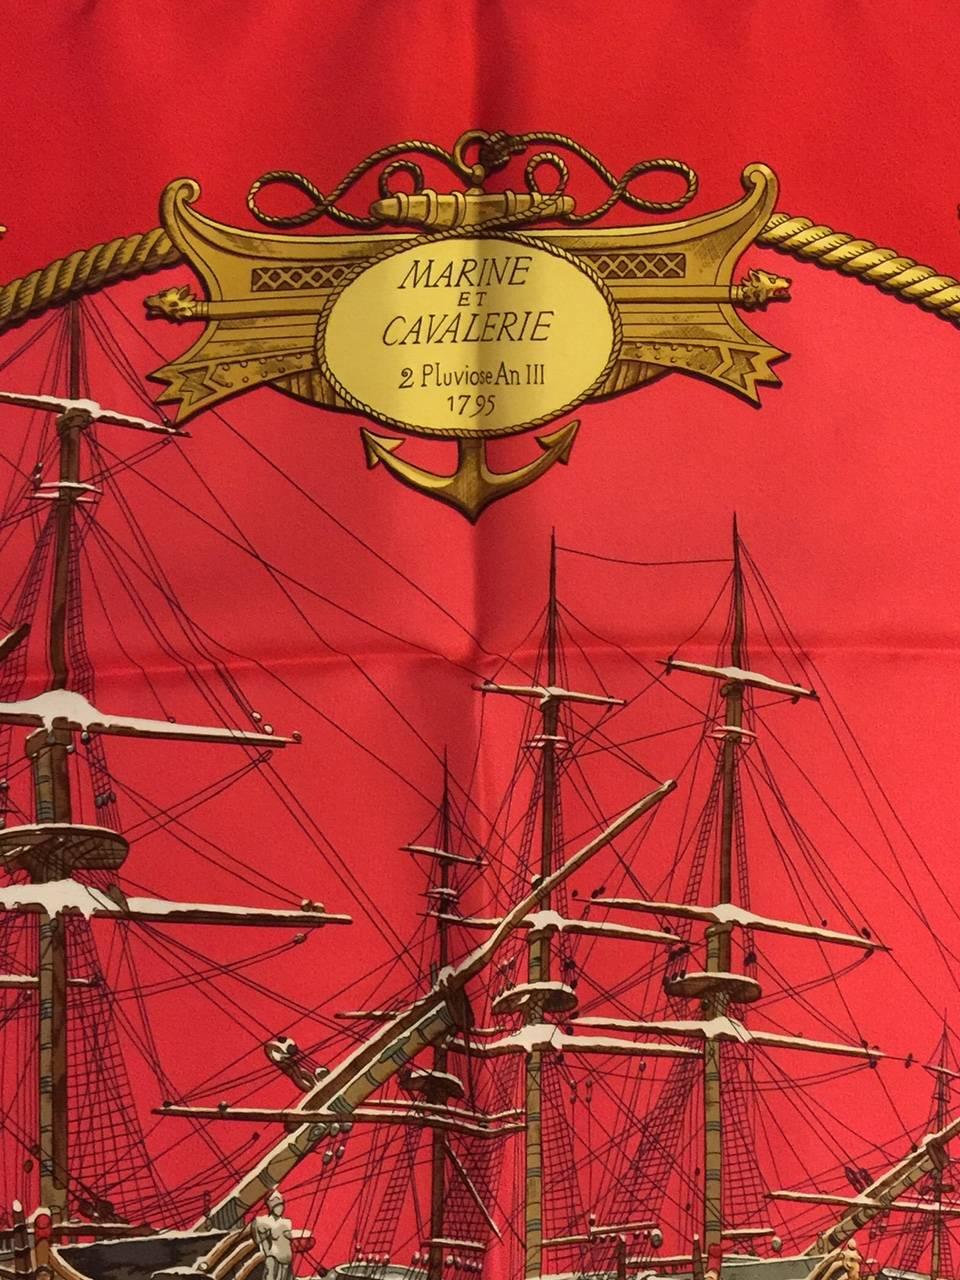 MARINE
ET
CAVALERIE
2 Pluviose An III
1795